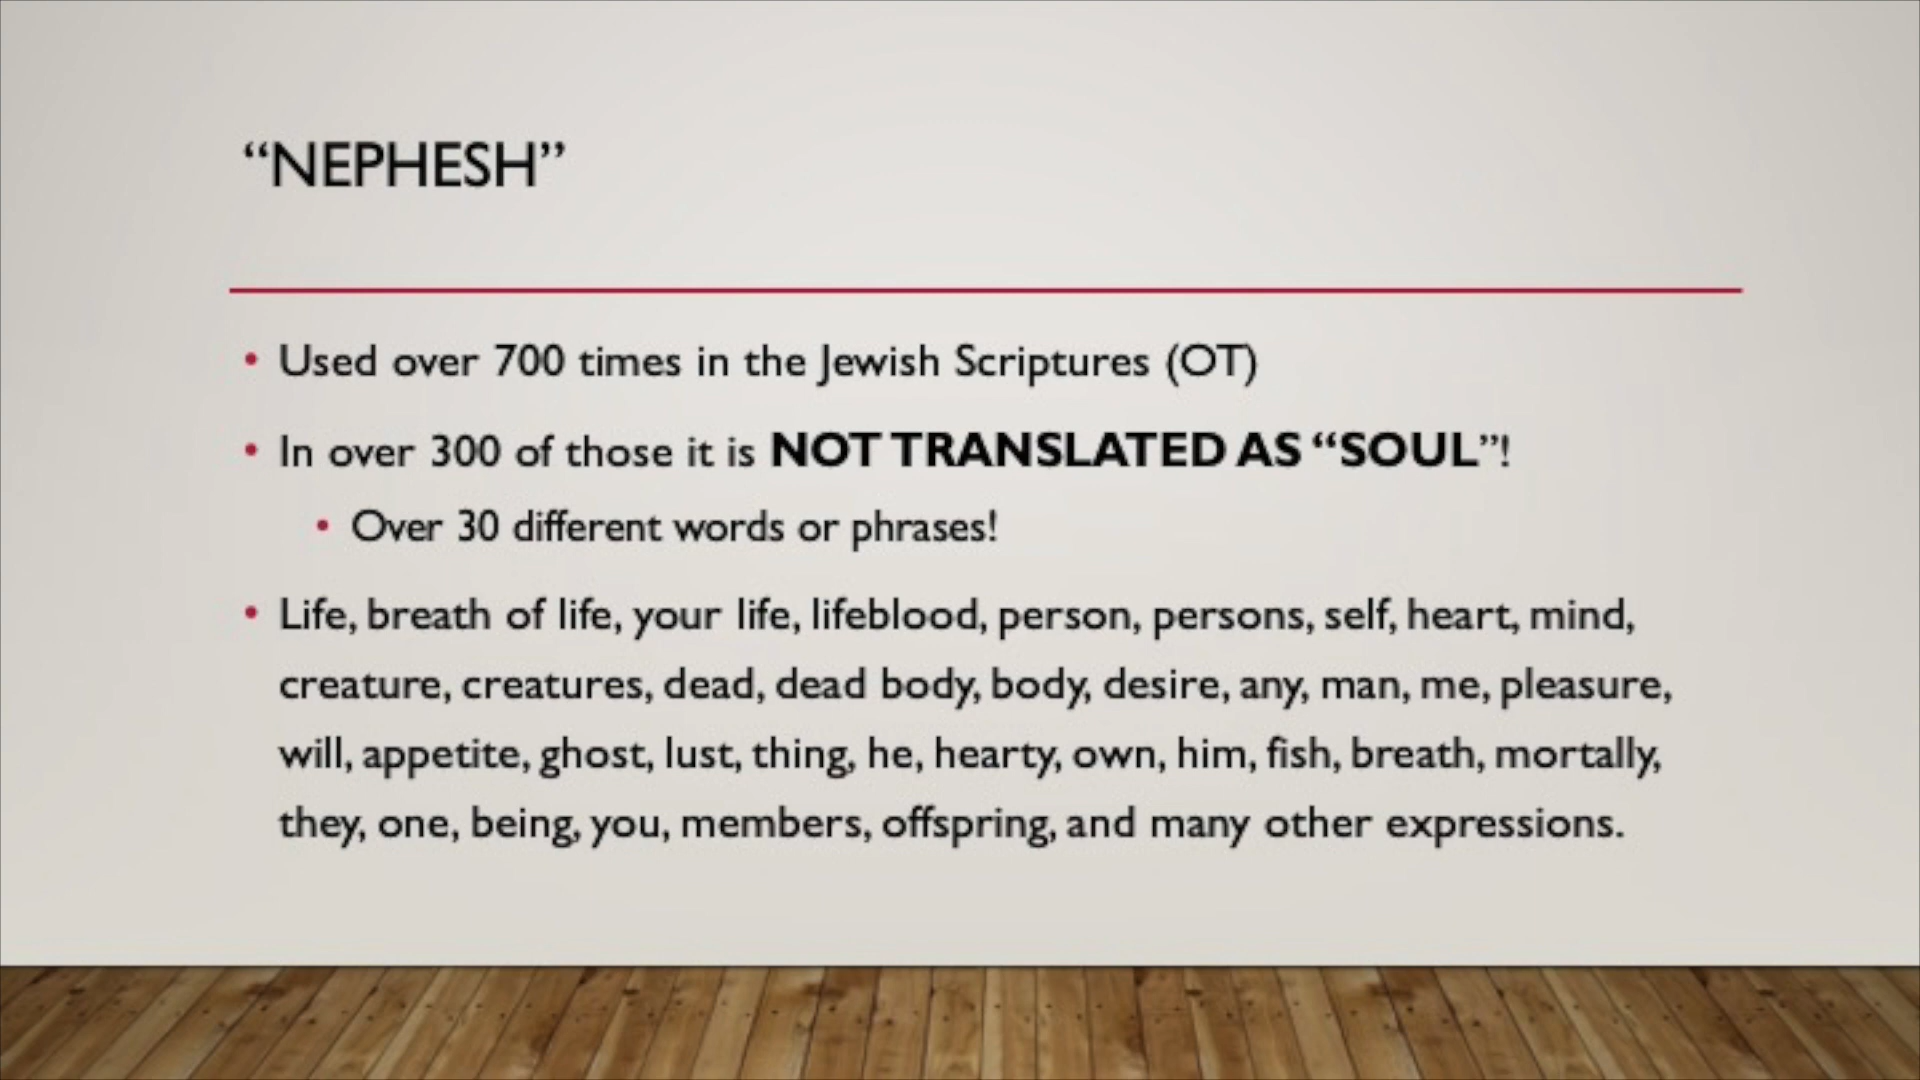 “NEPHESH”
• Used over 700 times in the Jewish Scriptures (OT)
• In over 300 of those it is NOT TRANSLATED AS “SOUL”!
• Over 30 different words or phrases!
• Life, breath of life, your life, lifeblood, person, persons, self, heart, mind,
creature, creatures, dead, dead body, body, desire, any, man, me, pleasure,
will, appetite, ghost, lust, thing, he, hearty, own, him, fish, breath, mortally,
they, one, being, you, members, offspring, and many other expressions.